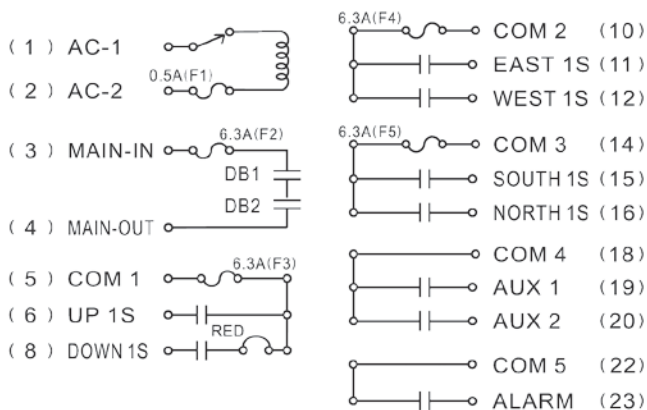 ( 1 ) AC-1
0.5A(F1)
( 2 ) AC-2
6.3A(F2)
( 3 ) MAIN-IN
DB1
DB2
( 4 ) MAIN-OUT
6.3A(F3)
( 5 ) COM 1
( 6 ) UP 1S
RED
( 8 ) DOWN 1S
6.3A(F4)
COM 2 (10)
EAST 1S (11)
WEST 1S (12)
6.3A(F5)
COM 3 (14)
SOUTH 1S (15)
NORTH 1S (16)
COM 4 (18)
AUX 1 (19)
AUX 2 (20)
COM 5 (22)
ALARM (23)